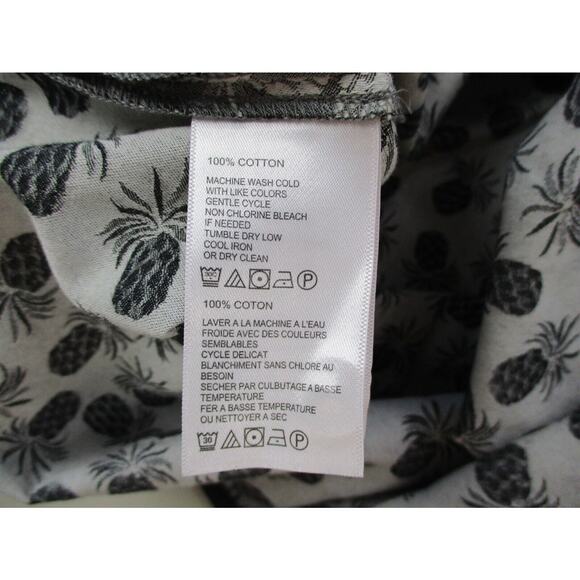 100% COTTON
MACHINE WASH COLD
WITH LIKE COLORS
GENTLE CYCLE
NON CHLORINE BLEACH
IF NEEDED
TUMBLE DRY LOW
COOL IRON
OR DRY CLEAN
30C P
100% COTON
LAVER A LA MACHINE A L'EAU
FROIDE AVEC DES COULEURS
SEMBLABLES
CYCLE DELICAT
BLANCHIMENT SANS CHLORE AU
BESOIN
SECHER PAR CULBUTAGE A BASSE
TEMPERATURE
FER A BASSE TEMPERATURE
OU NETTOYER A SEC
30 P